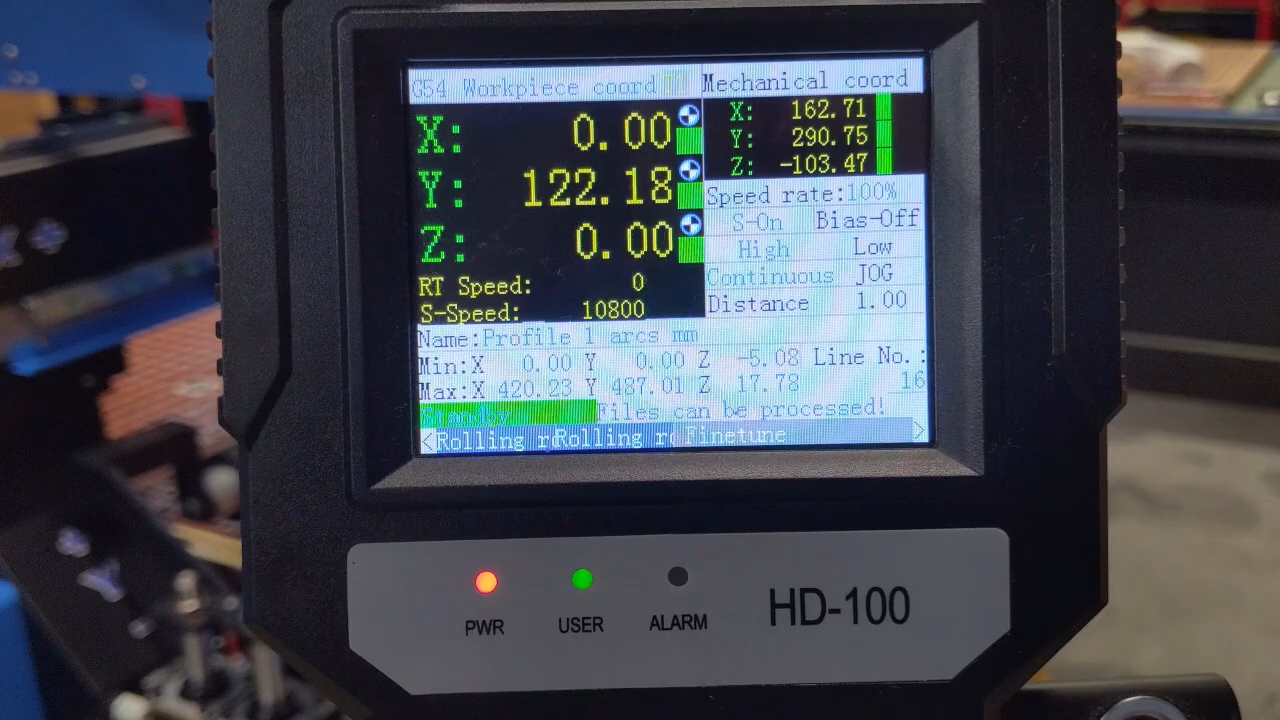 G54 Workpiece coord
X: 0.00
Y: 122.18
Z: 0.00
RT Speed: 0
S-Speed: 10800
Mechanical coord
X: 162.71
Y: 290.75
Z: -103.47
Speed rate:100%
S-On Bias-Off
High Low
Continuous JOG
Distance 1.00
Name:Profile 1 arcs mm
Min:X 0.00 Y 0.00 Z -5.08 Line No.:
Max:X 420.23 Y 487.01 Z 17.78 16
Standby Files can be processed!
<Rolling r Rolling r Finetune >
PWR USER ALARM HD-100